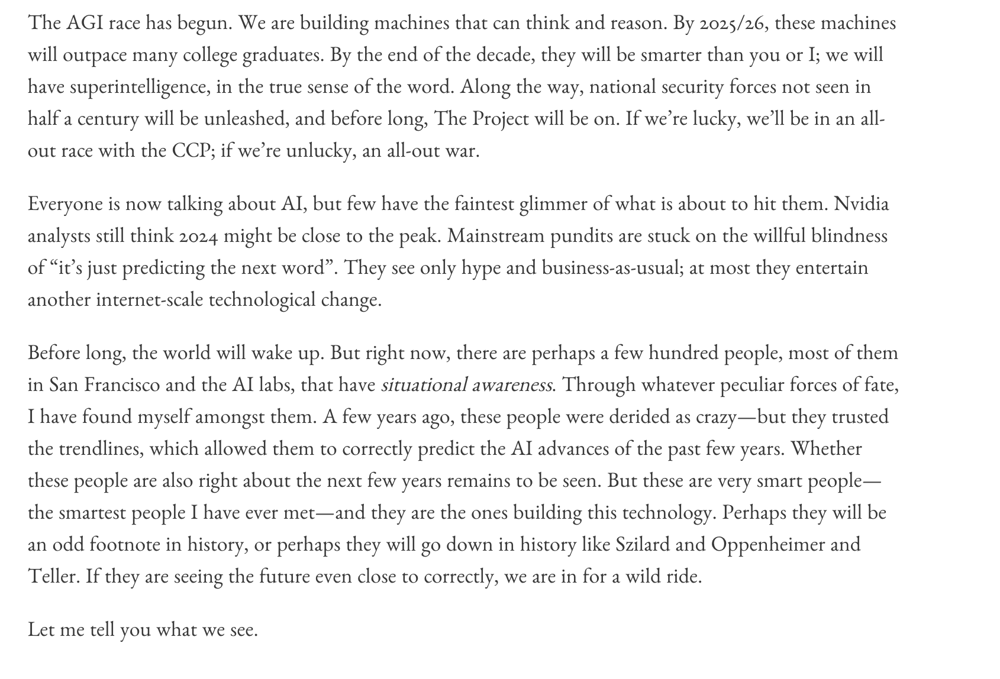 The AGI race has begun. We are building machines that can think and reason. By 2025/26, these machines
will outpace many college graduates. By the end of the decade, they will be smarter than you or I; we will
have superintelligence, in the true sense of the word. Along the way, national security forces not seen in
half a century will be unleashed, and before long, The Project will be on. If we’re lucky, we’ll be in an all-
out race with the CCP; if we’re unlucky, an all-out war.
Everyone is now talking about AI, but few have the faintest glimmer of what is about to hit them. Nvidia
analysts still think 2024 might be close to the peak. Mainstream pundits are stuck on the willful blindness
of “it’s just predicting the next word”. They see only hype and business-as-usual; at most they entertain
another internet-scale technological change.
Before long, the world will wake up. But right now, there are perhaps a few hundred people, most of them
in San Francisco and the AI labs, that have situational awareness. Through whatever peculiar forces of fate,
I have found myself amongst them. A few years ago, these people were derided as crazy—but they trusted
the trendlines, which allowed them to correctly predict the AI advances of the past few years. Whether
these people are also right about the next few years remains to be seen. But these are very smart people—
the smartest people I have ever met—and they are the ones building this technology. Perhaps they will be
an odd footnote in history, or perhaps they will go down in history like Szilard and Oppenheimer and
Teller. If they are seeing the future even close to correctly, we are in for a wild ride.
Let me tell you what we see.